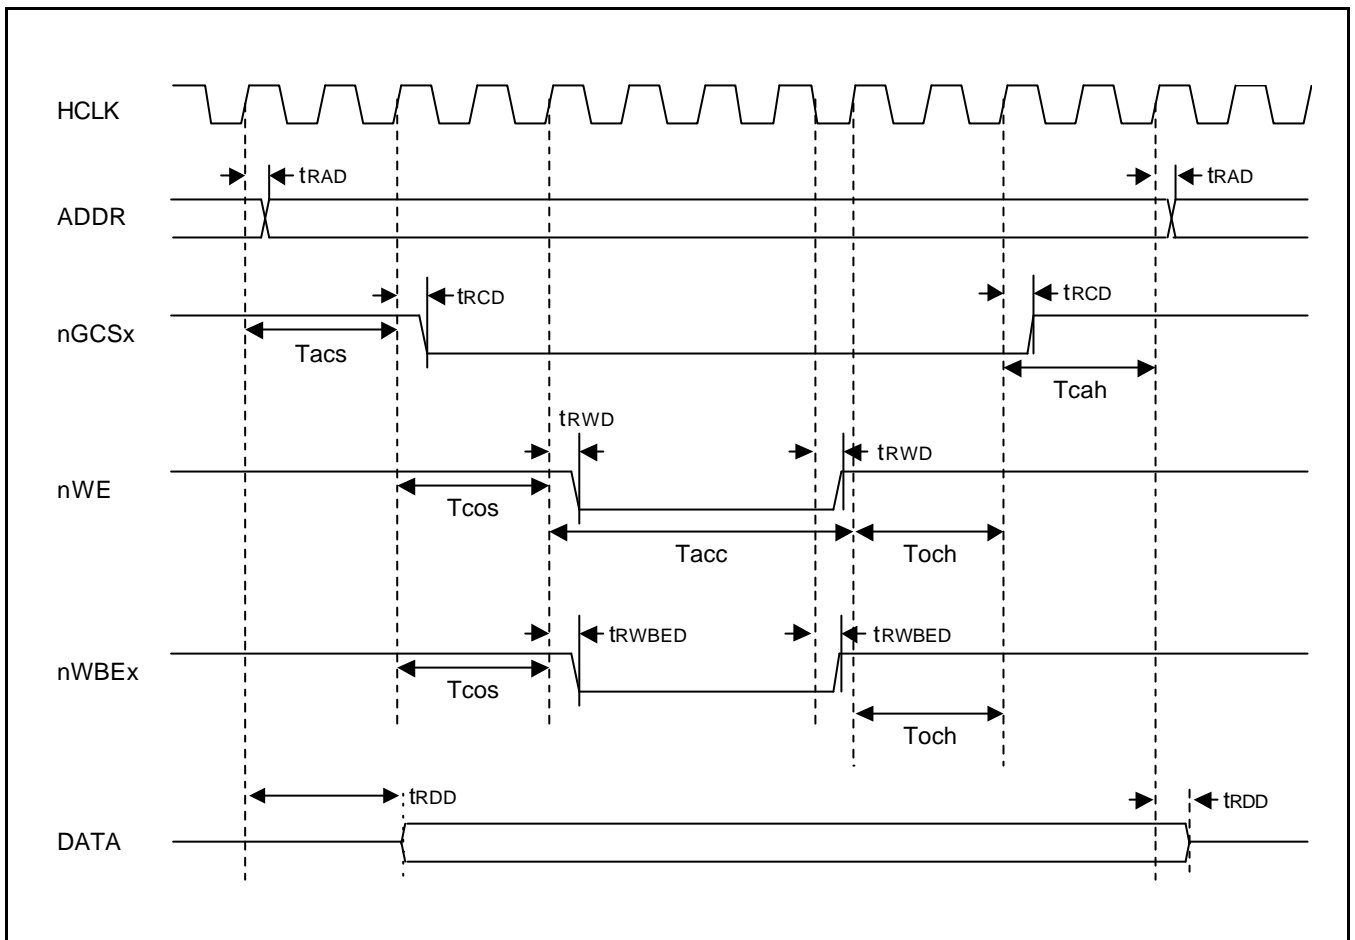 HCLK
tRAD tRAD
ADDR
tRCD tRCD
nGCSx
Tacs
Tcah
tRWD
tRWD
nWE
Tcos
Tacc Toch
tRWBED tRWBED
nWBEx
Tcos
Toch
tRDD tRDD
DATA